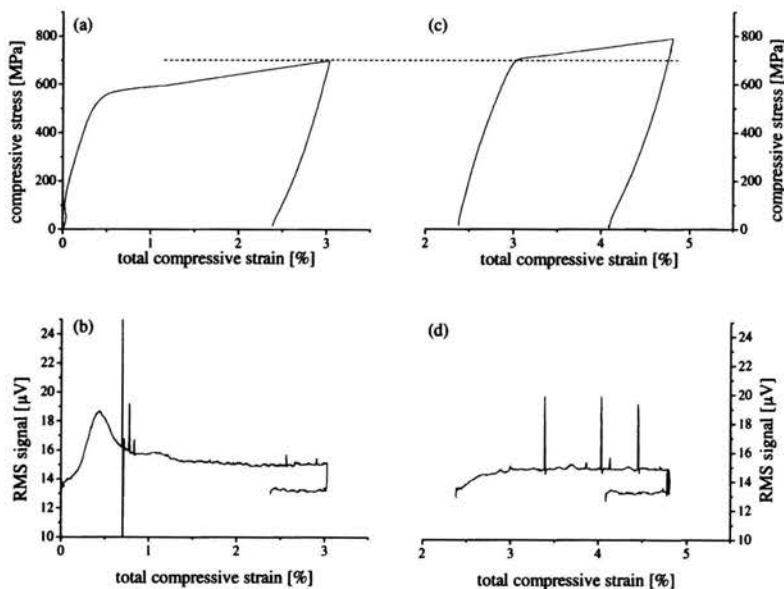 (a)
compressive stress [MPa]
800
600
400
200
0
0 1 2 3
total compressive strain [%]
(c)
800
600
400
200
0
compressive stress [MPa]
2 3 4 5
total compressive strain [%]
(b)
RMS signal [µV]
24
22
20
18
16
14
12
10
0 1 2 3
total compressive strain [%]
(d)
24
22
20
18
16
14
12
10
RMS signal [µV]
2 3 4 5
total compressive strain [%]